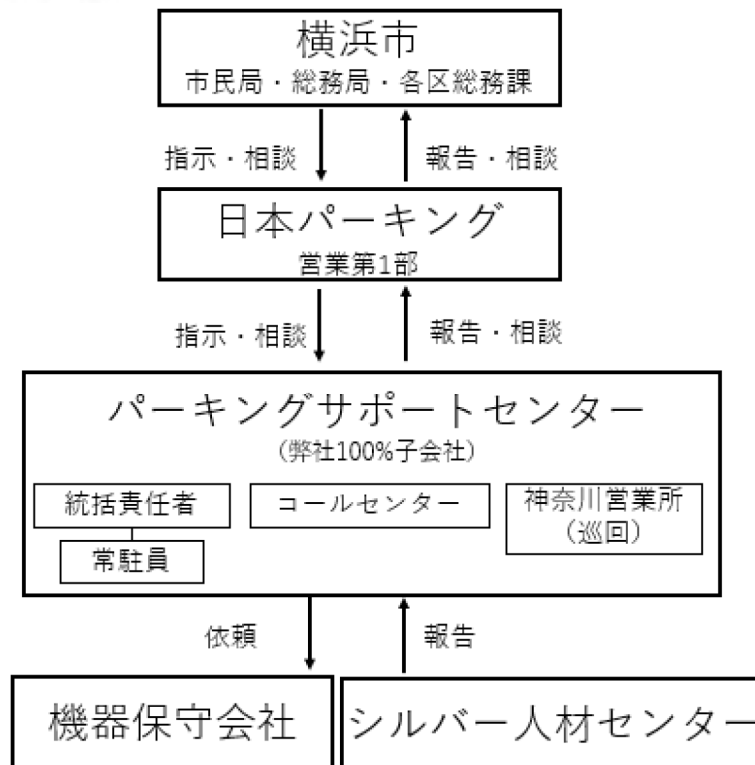 横浜市
市民局・総務局・各区総務課
指示・相談
報告・相談
日本パーキング
営業第1部
指示・相談
報告・相談
パーキングサポートセンター
(弊社100%子会社)
統括責任者
コールセンター
神奈川営業所
(巡回)
常駐員
依頼
報告
機器保守会社
シルバー人材センター